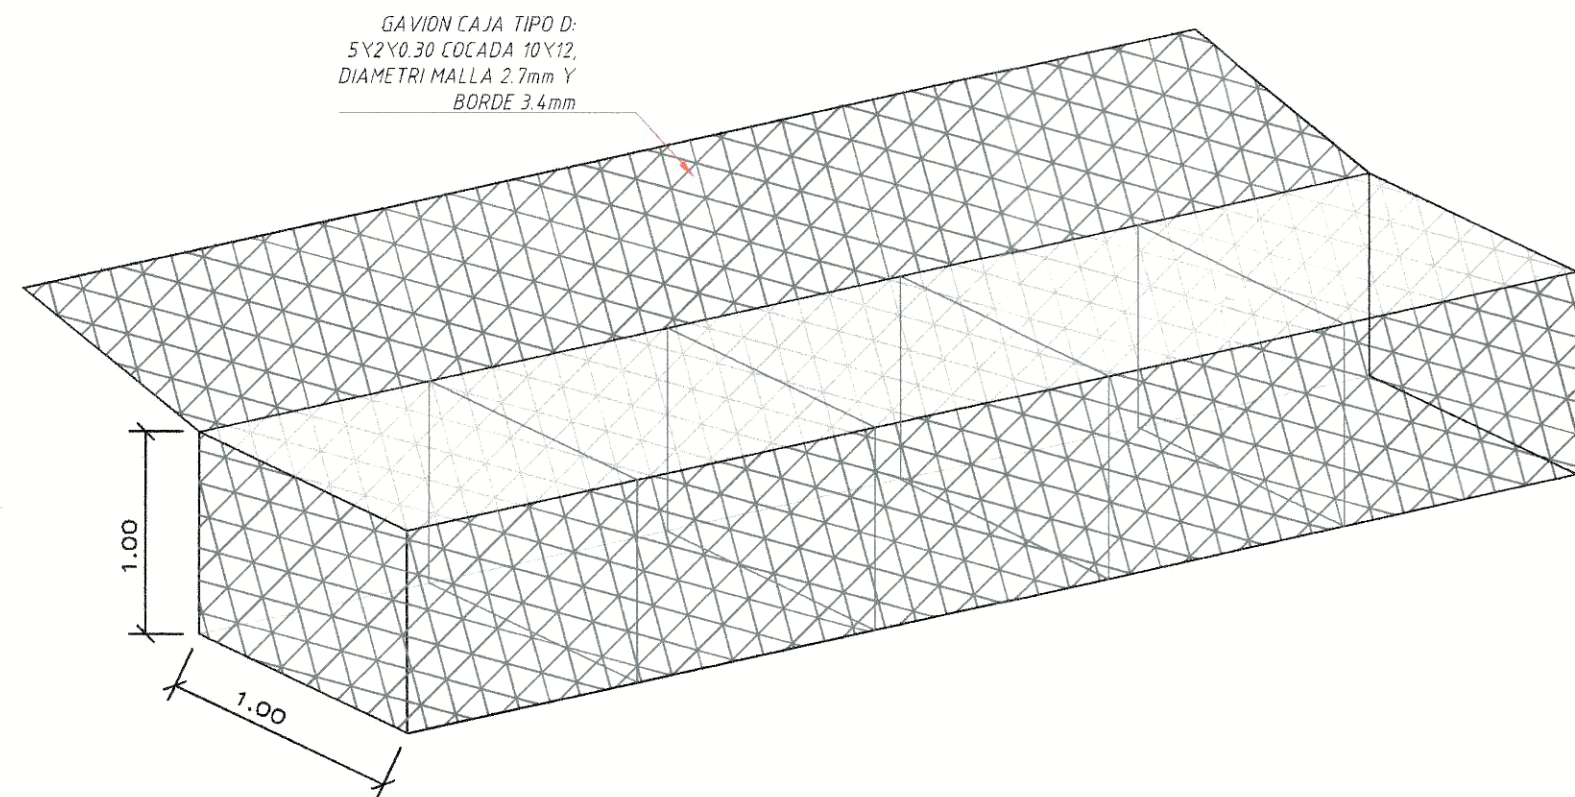 GAVION CAJA TIPO D:
5X2X0.30 COCADA 10X12,
DIAMETRI MALLA 2.7mm Y
BORDE 3.4mm
1.00
1.00